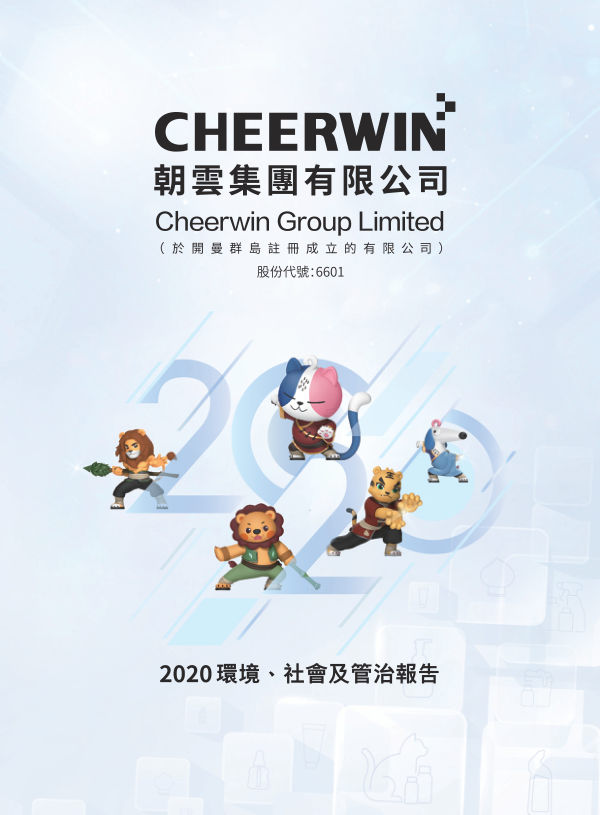 CHEERWIN
朝雲集團有限公司
Cheerwin Group Limited
（於開曼群島註冊成立的有限公司）
股份代號：6601
2020
2020 環境、社會及管治報告